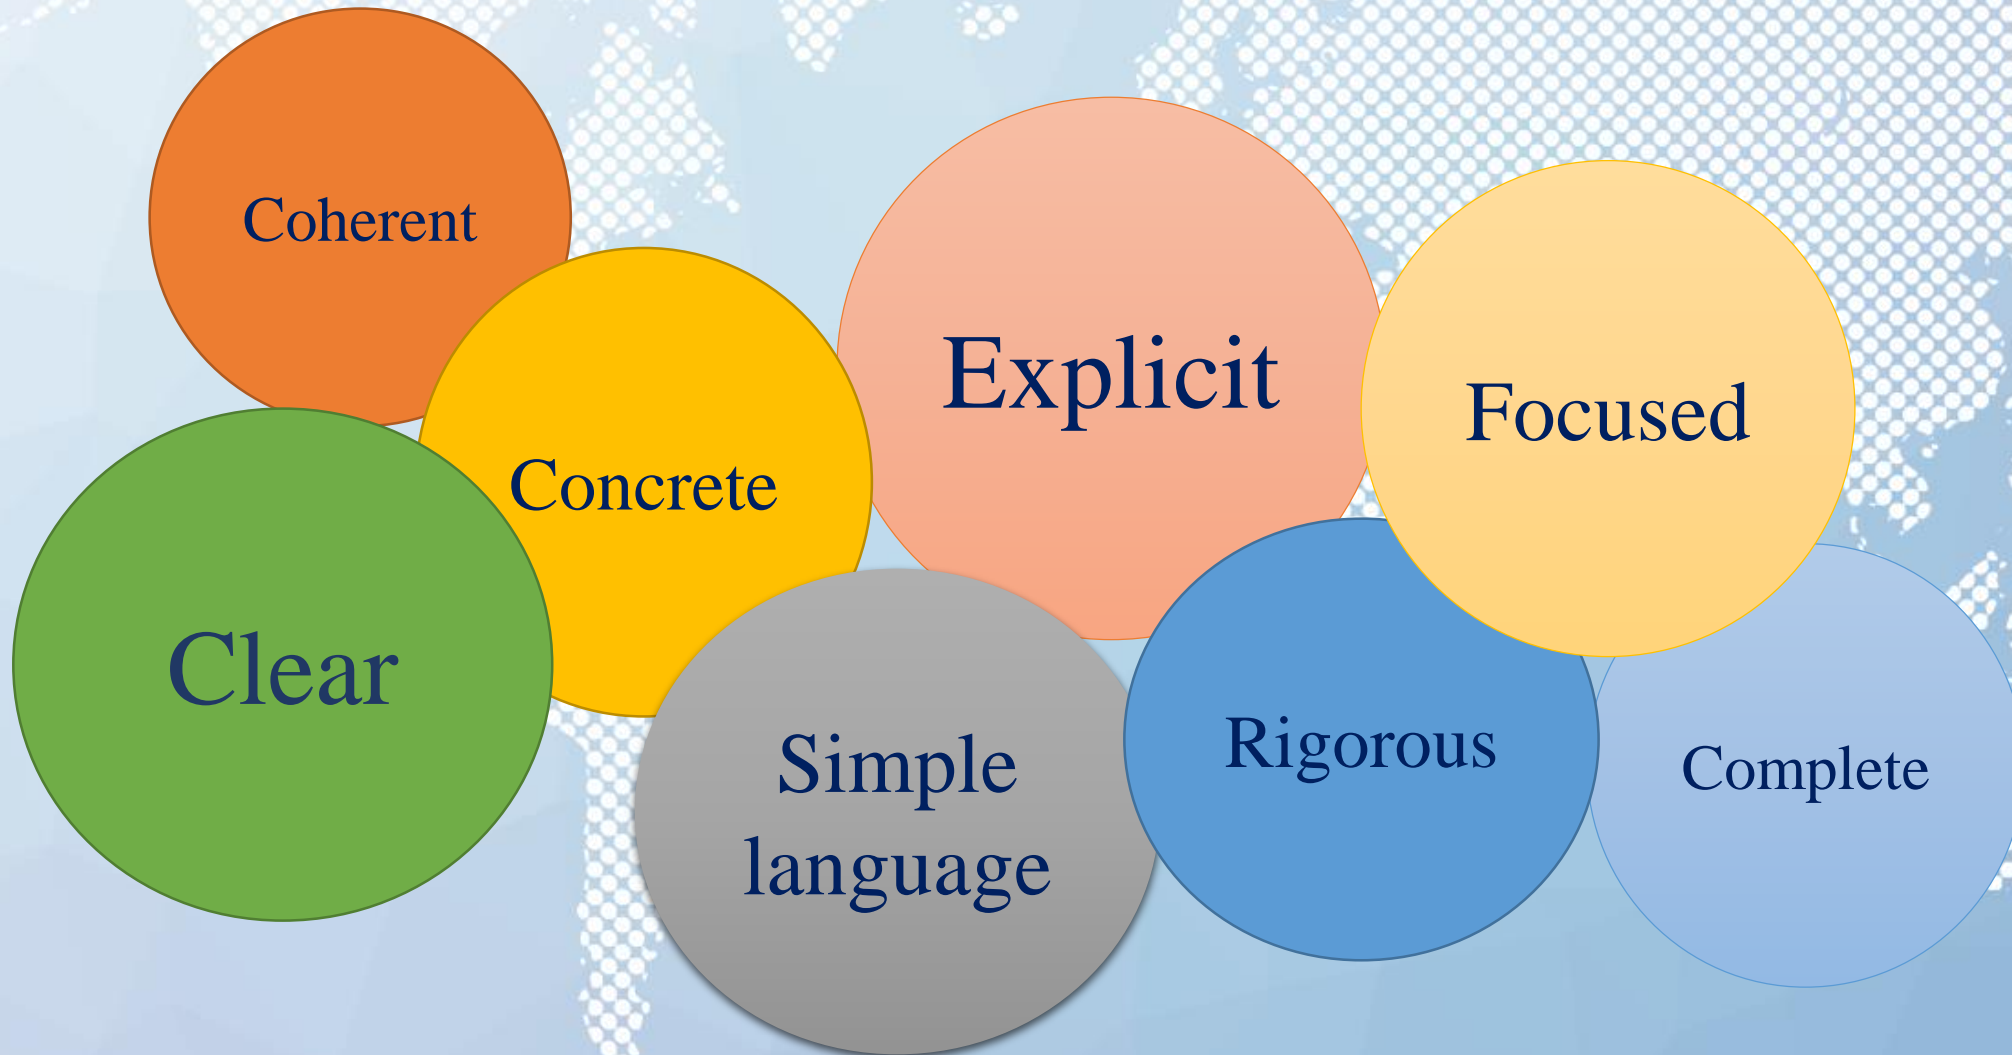 Coherent
Explicit
Focused
Concrete
Clear
Simple
language
Rigorous
Complete